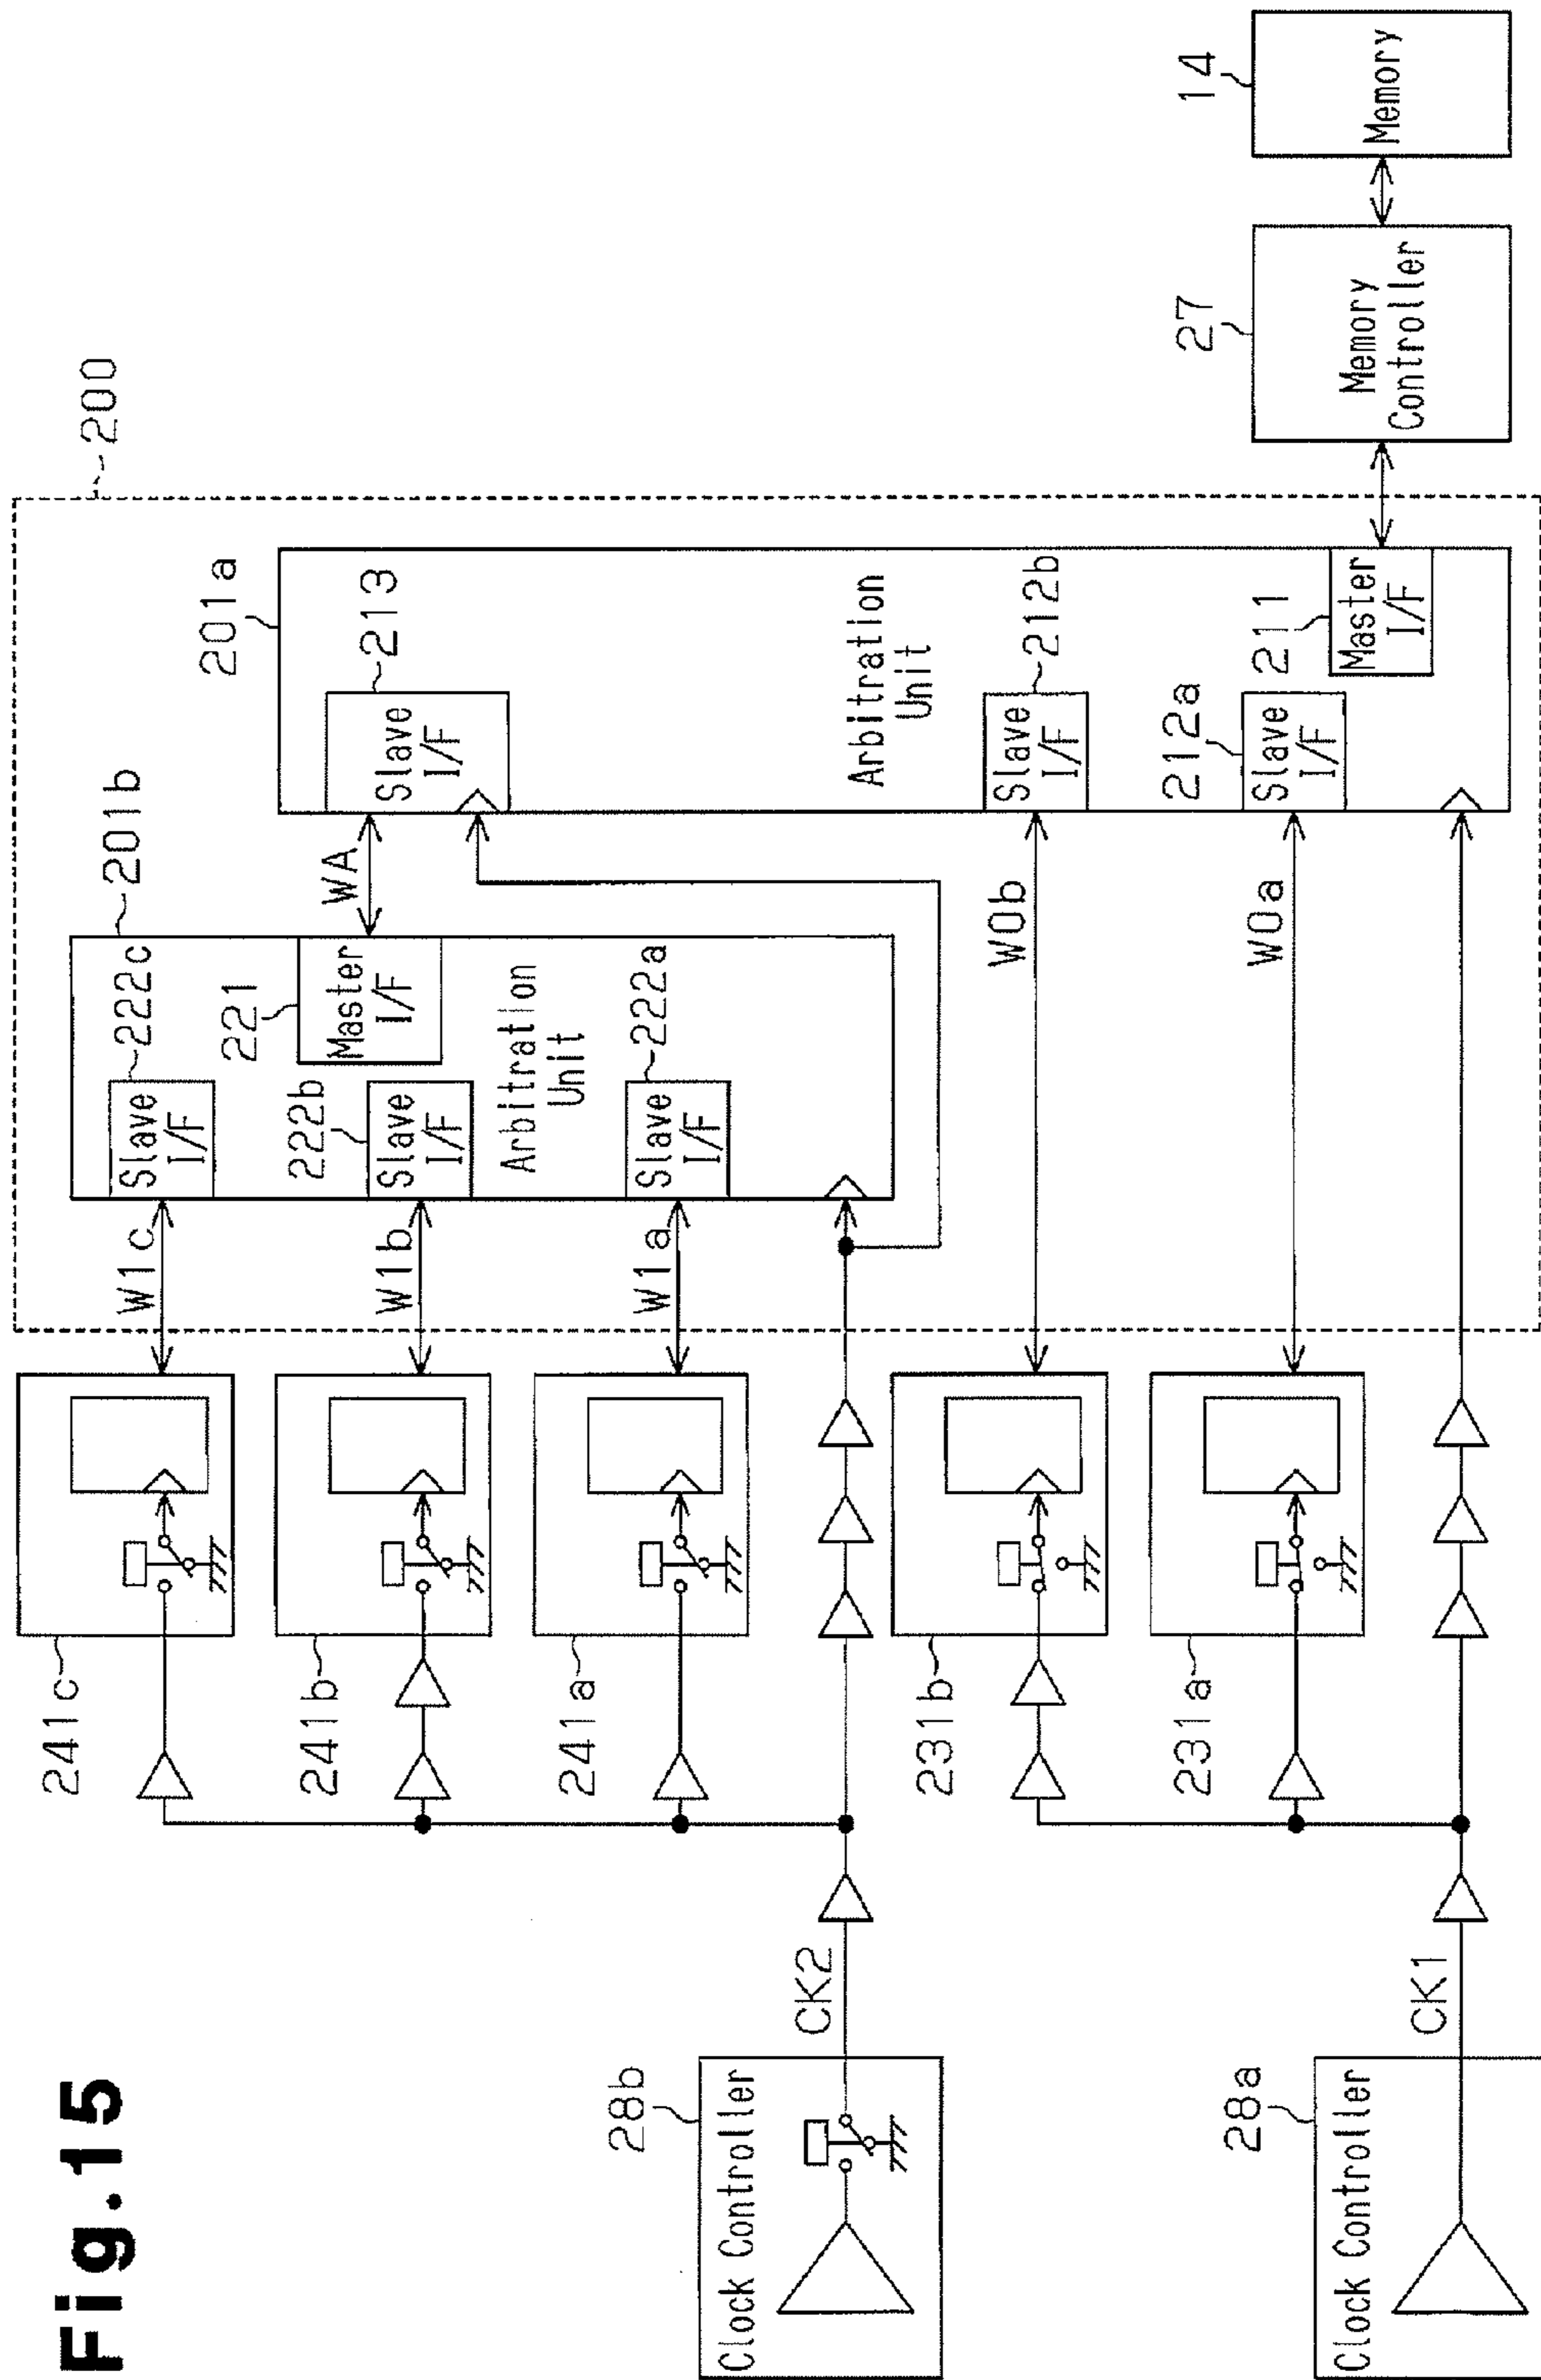 Fig.15
241c
W1c
Slave
I/F
222c
201b
241b
W1b
222b
Slave
I/F
221
Master
I/F
WA
Arbitration
Unit
241a
W1a
Slave
I/F
222a
200
201a
Slave
I/F
213
28b
Clock Controller
CK2
231b
W0b
Slave
I/F
212b
Arbitration
Unit
231a
W0a
212a
Slave
I/F
211
Master
I/F
27
Memory
Controller
14
Memory
28a
Clock Controller
CK1